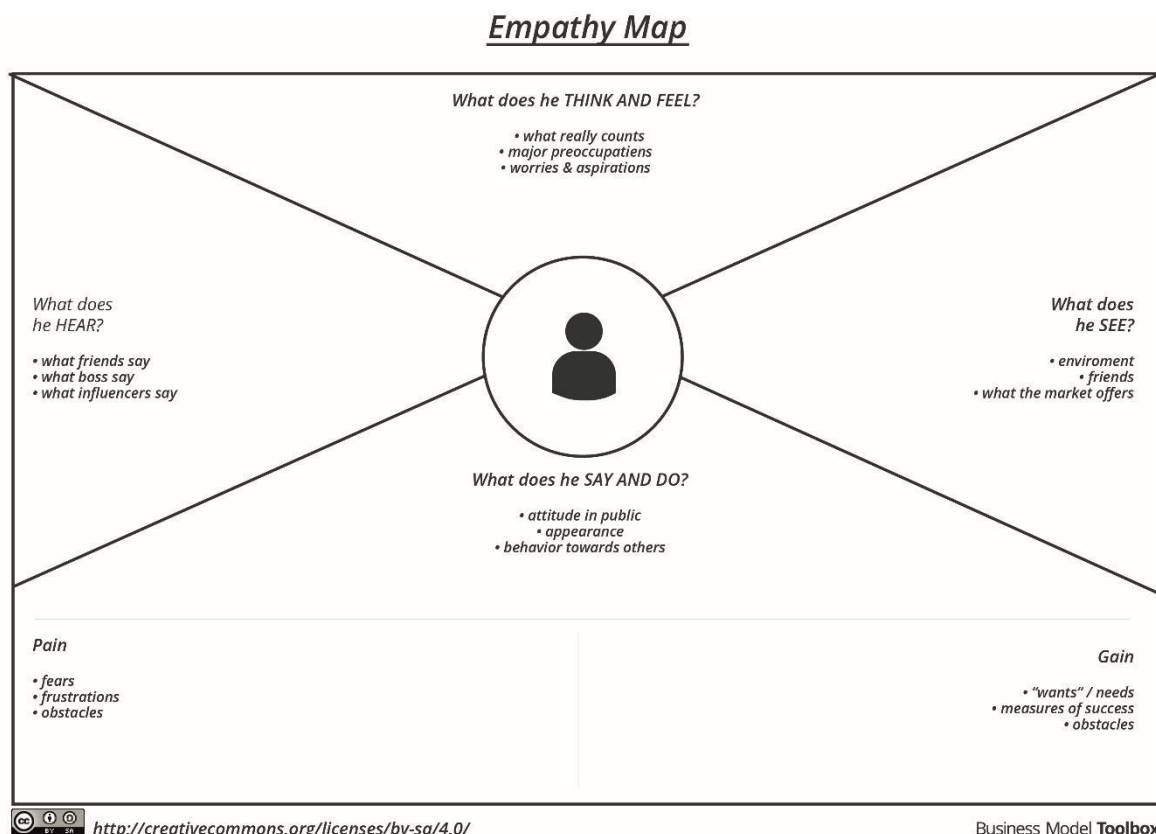 Empathy Map
What does he THINK AND FEEL?
• what really counts
• major preoccupatiens
• worries & aspirations
What does
he HEAR?
• what friends say
• what boss say
• what influencers say
What does
he SEE?
• enviroment
• friends
• what the market offers
What does he SAY AND DO?
• attitude in public
• appearance
• behavior towards others
Pain
• fears
• frustrations
• obstacles
Gain
• “wants” / needs
• measures of success
• obstacles
cc BY SA
http://creativecommons.org/licenses/by-sa/4.0/
Business Model Toolbox